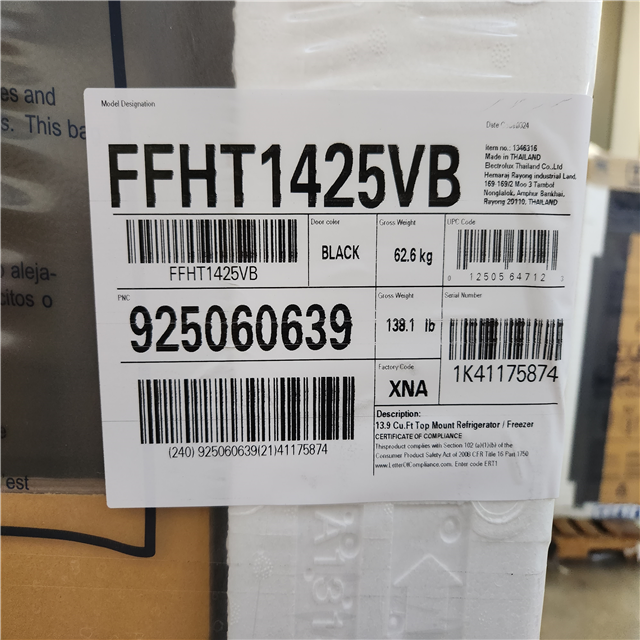 es and
s. This ba
Model Designation
FFHT1425VB
Item no.: 1346316
Made in THAILAND
Electrolux Thailand Co.,Ltd
Hemaraj Rayong industrial Land.
169 169/2 Moo 3 Tambol
Nonglalok, Amphur Bankhai,
Rayong 20110, THAILAND
FFHT1425VB
Door color
BLACK
Gross Weight
62.6 kg
UPC Code
0 12505 64712
PNC
925060639
Gross Weight
138.1 lb
Serial Number
1K41175874
Factory Code
XNA
(240) 925060639(21)41175874
Description:
13.9 Cu.Ft Top Mount Refrigerator / Freezer
CERTIFICATE OF COMPLIANCE
This product complies with Section 102 (a)(1)(b) of the
Consumer Product Safety Act of 2008 CFR Title 16 Part 1750
www.LetterOfCompliance.com, Enter code ERT1
o aleja-
citos o
e
est